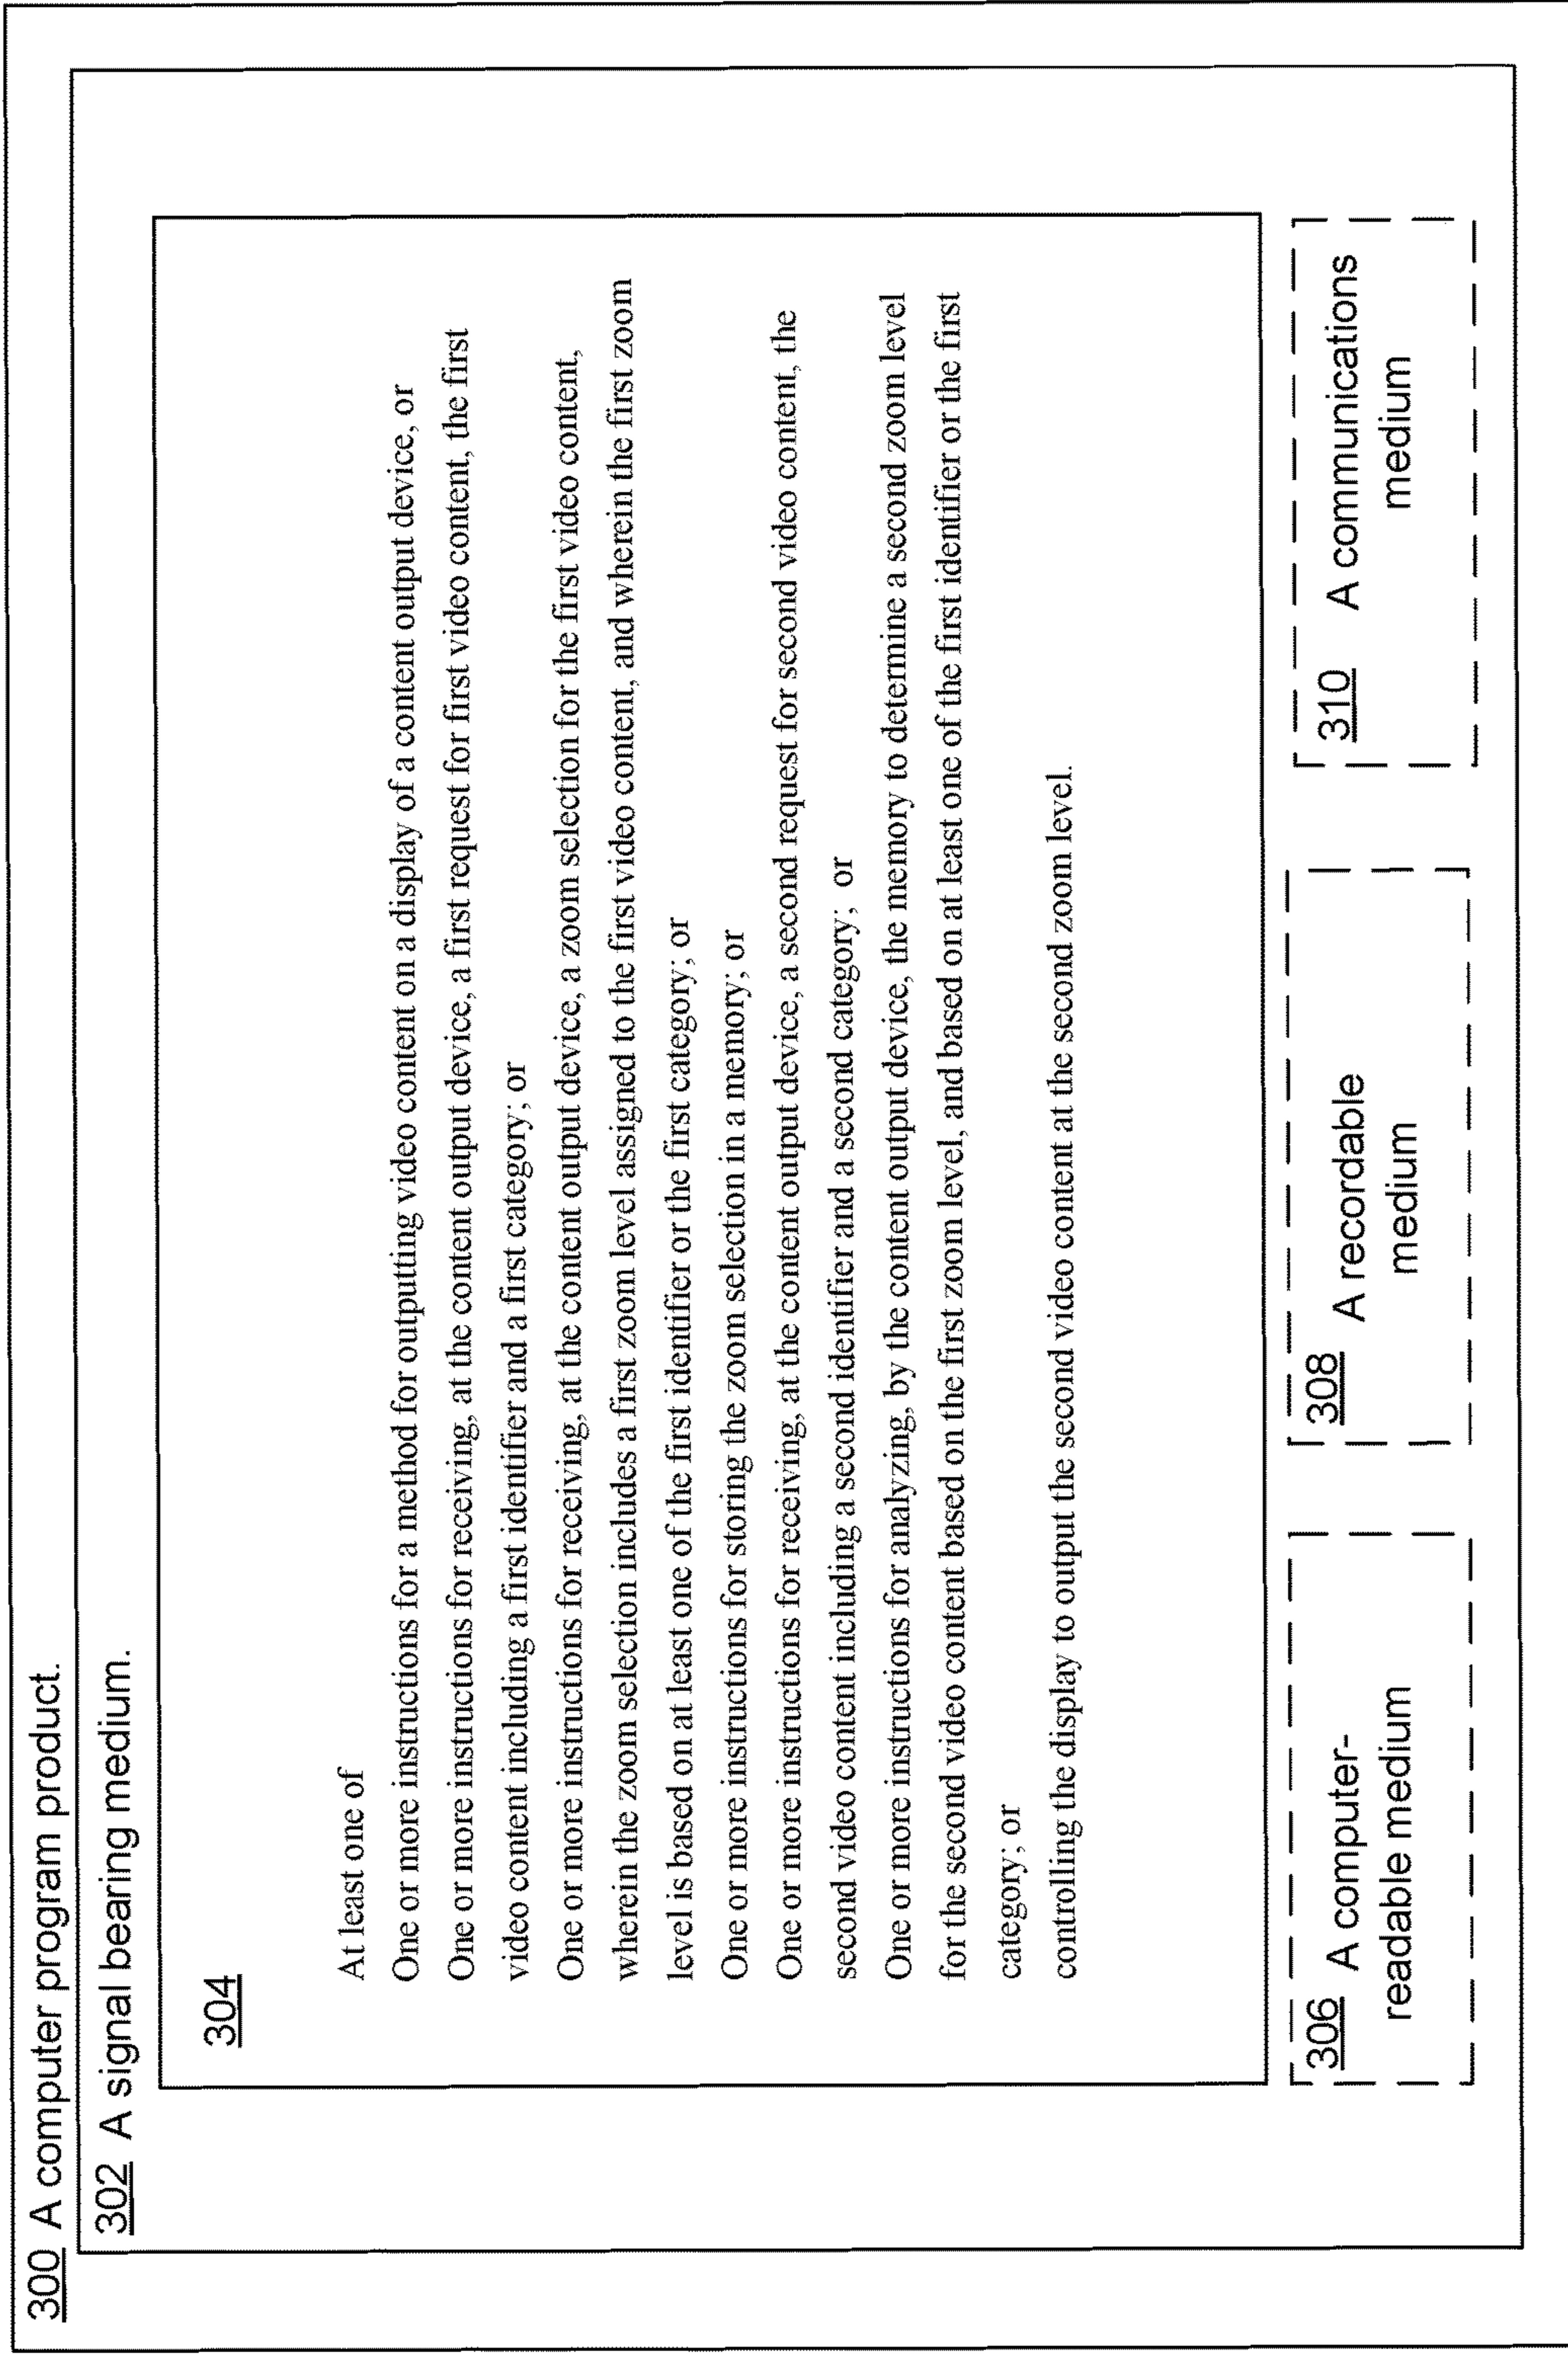 300 A computer program product.
302 A signal bearing medium.
304
At least one of
One or more instructions for a method for outputting video content on a display of a content output device, or
One or more instructions for receiving, at the content output device, a first request for first video content, the first
video content including a first identifier and a first category; or
One or more instructions for receiving, at the content output device, a zoom selection for the first video content,
wherein the zoom selection includes a first zoom level assigned to the first video content, and wherein the first zoom
level is based on at least one of the first identifier or the first category; or
One or more instructions for storing the zoom selection in a memory; or
One or more instructions for receiving, at the content output device, a second request for second video content, the
second video content including a second identifier and a second category; or
One or more instructions for analyzing, by the content output device, the memory to determine a second zoom level
for the second video content based on the first zoom level, and based on at least one of the first identifier or the first
category; or
controlling the display to output the second video content at the second zoom level.
306 A computer-
readable medium
308 A recordable
medium
310 A communications
medium